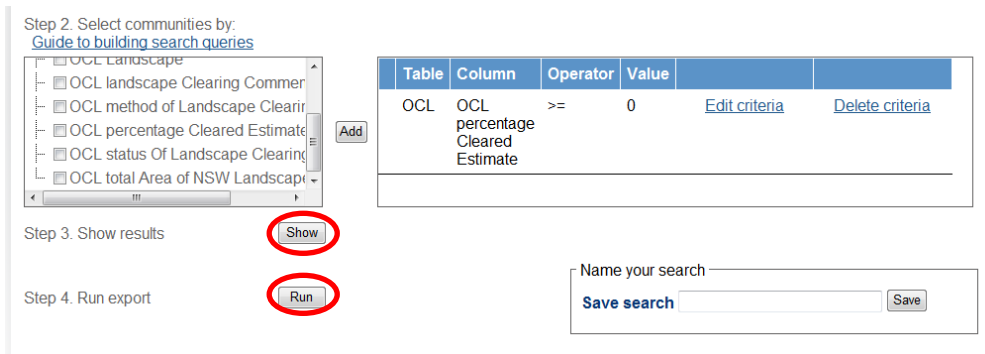 Step 2. Select communities by:
Guide to building search queries
OCL Landscape
OCL landscape Clearing Commen
OCL method of Landscape Clearin
OCL percentage Cleared Estimate
OCL status Of Landscape Clearing
OCL total Area of NSW Landscape
Add
Table Column Operator Value
OCL OCL >= 0 Edit criteria Delete criteria
percentage
Cleared
Estimate
Step 3. Show results Show
Name your search
Step 4. Run export Run
Save search Save